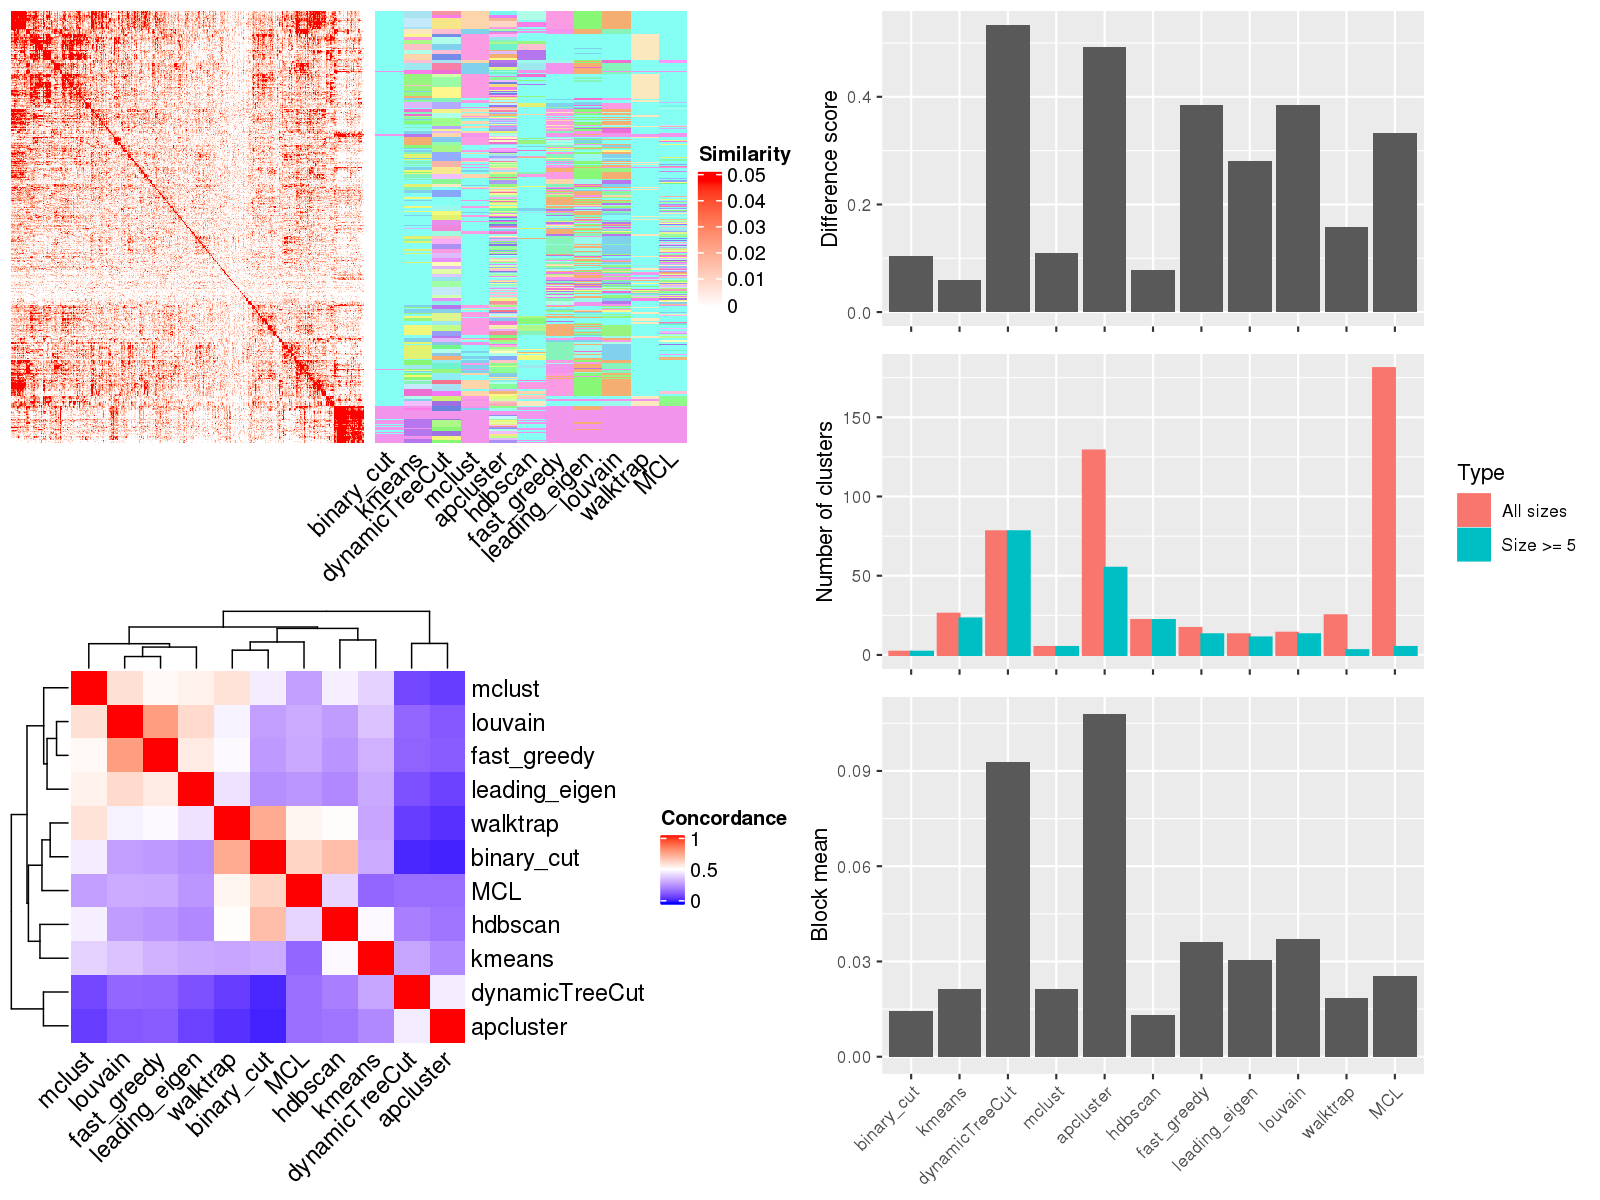 Similarity
0.05
0.04
0.03
0.02
0.01
0
binary_cut
kmeans
dynamicTreeCut
mclust
apcluster
hdbscan
fast_greedy
leading_eigen
louvain
walktrap
MCL
mclust
louvain
fast_greedy
leading_eigen
walktrap
binary_cut
MCL
hdbscan
kmeans
dynamicTreeCut
apcluster
Concordance
1
0.5
0
mclust
louvain
fast_greedy
leading_eigen
walktrap
binary_cut
MCL
hdbscan
kmeans
dynamicTreeCut
apcluster
Difference score
0.4
0.2
0.0
Number of clusters
150
100
50
0
Type
All sizes
Size >= 5
Block mean
0.09
0.06
0.03
0.00
binary_cut
kmeans
dynamicTreeCut
mclust
apcluster
hdbscan
fast_greedy
leading_eigen
louvain
walktrap
MCL